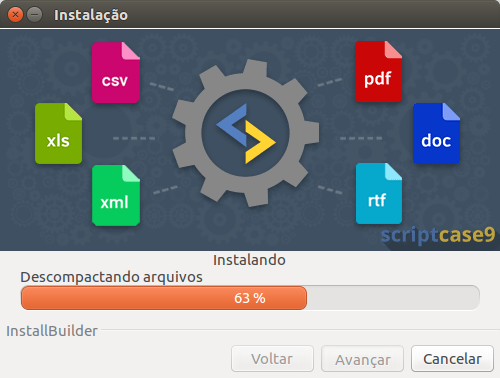 Instalação
csv
pdf
xls
doc
xml
rtf
scriptcase9
Instalando
Descompactando arquivos
63 %
InstallBuilder
Voltar
Avançar
Cancelar